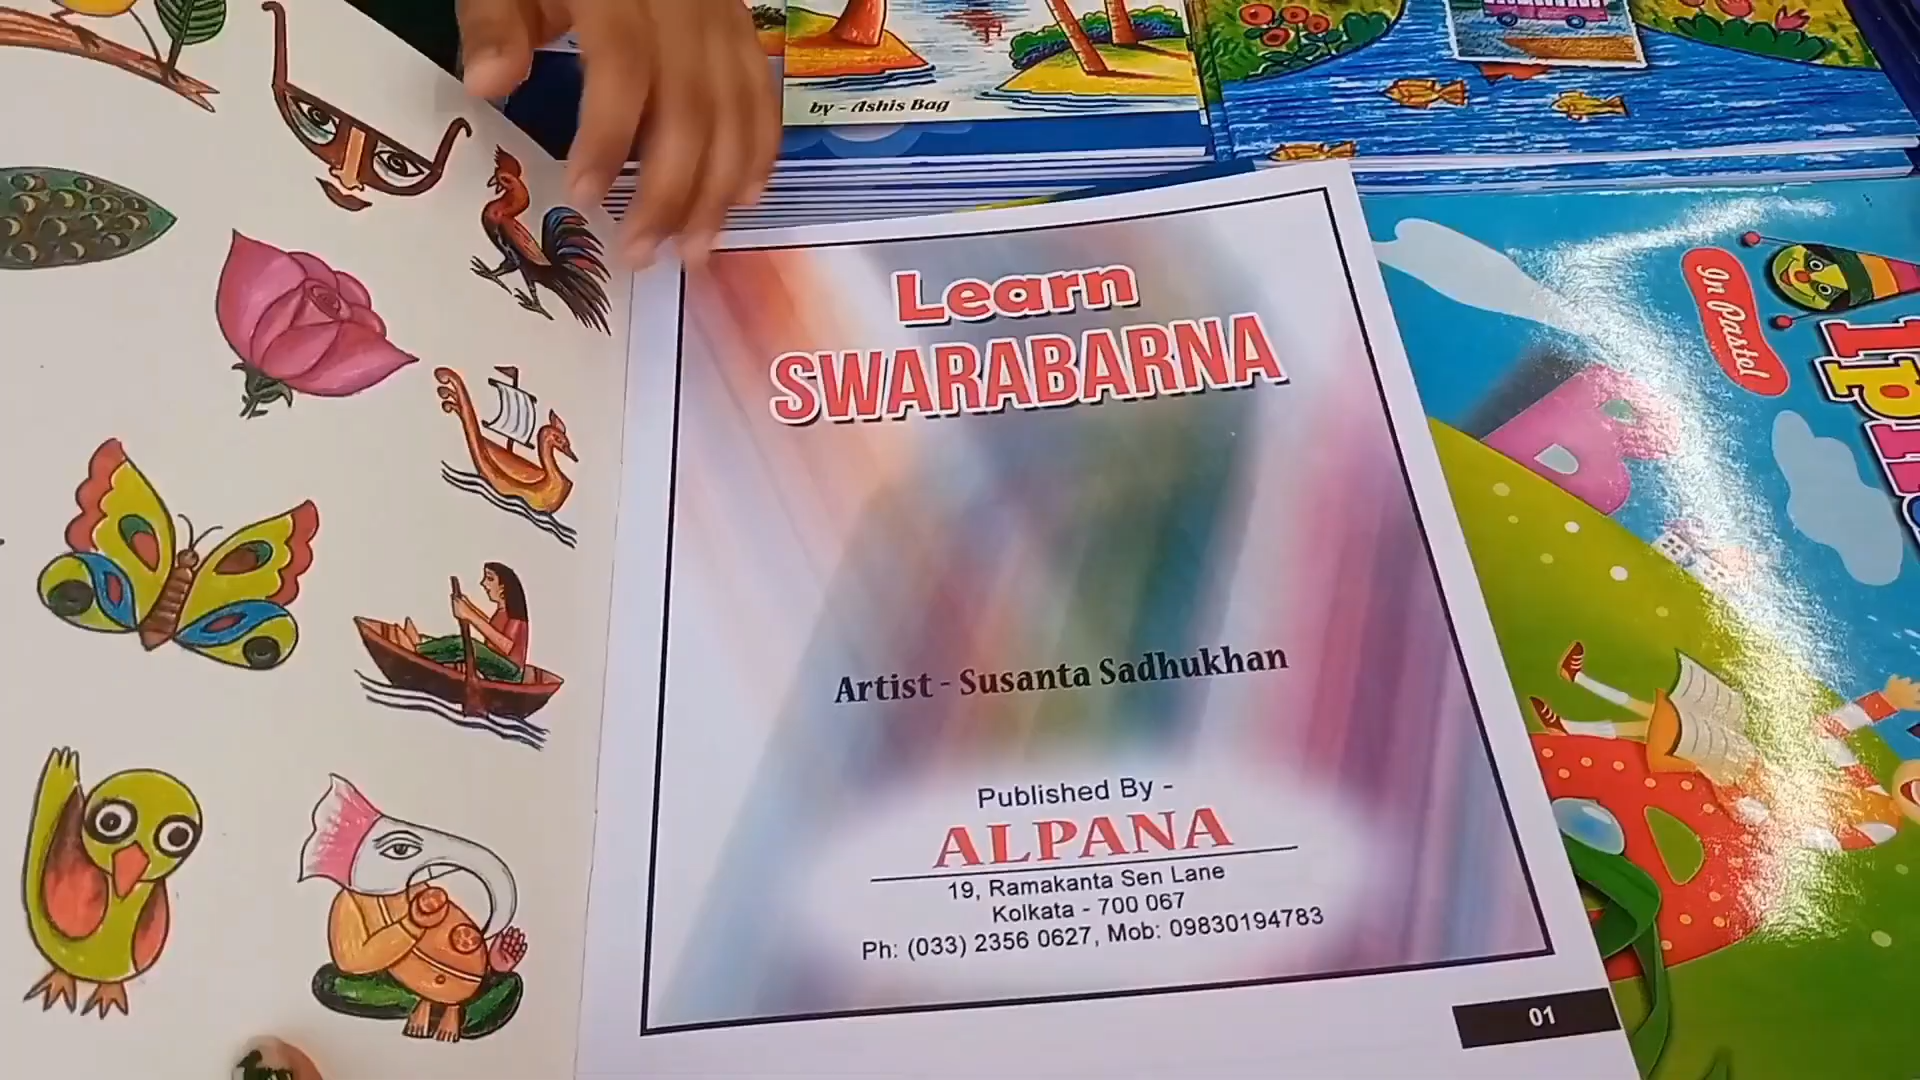 by - Ashis Bag
In Pastel
Learn
SWARABARNA
Artist - Susanta Sadhukhan
Published By -
ALPANA
19, Ramakanta Sen Lane
Kolkata - 700 067
Ph: (033) 2356 0627, Mob: 09830194783
01